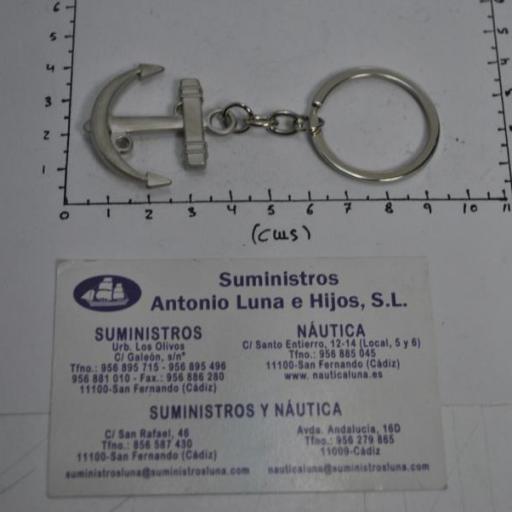 6
5
4
3
2
1
0 1 2 3 4 5 6 7 8 9 10 11
(cms)
Suministros
Antonio Luna e Hijos, S.L.
SUMINISTROS
Urb. Los Olivos
C/ Galeón, s/nº
Tfno.: 956 895 715 - 956 895 496
956 881 010 - Fax.: 956 886 280
11100-San Fernando (Cádiz)
NÁUTICA
C/ Santo Entierro, 12-14 (Local, 5 y 6)
Tfno.: 956 885 045
11100-San Fernando (Cádiz)
www. nauticaluna.es
SUMINISTROS Y NÁUTICA
C/ San Rafael, 46
Tfno.: 856 587 430
11100-San Fernando (Cádiz)
suministrosluna@suministrosluna.com
Avda. Andalucía, 16D
Tfno.: 956 279 865
11009-Cádiz
nauticaluna@suministrosluna.com